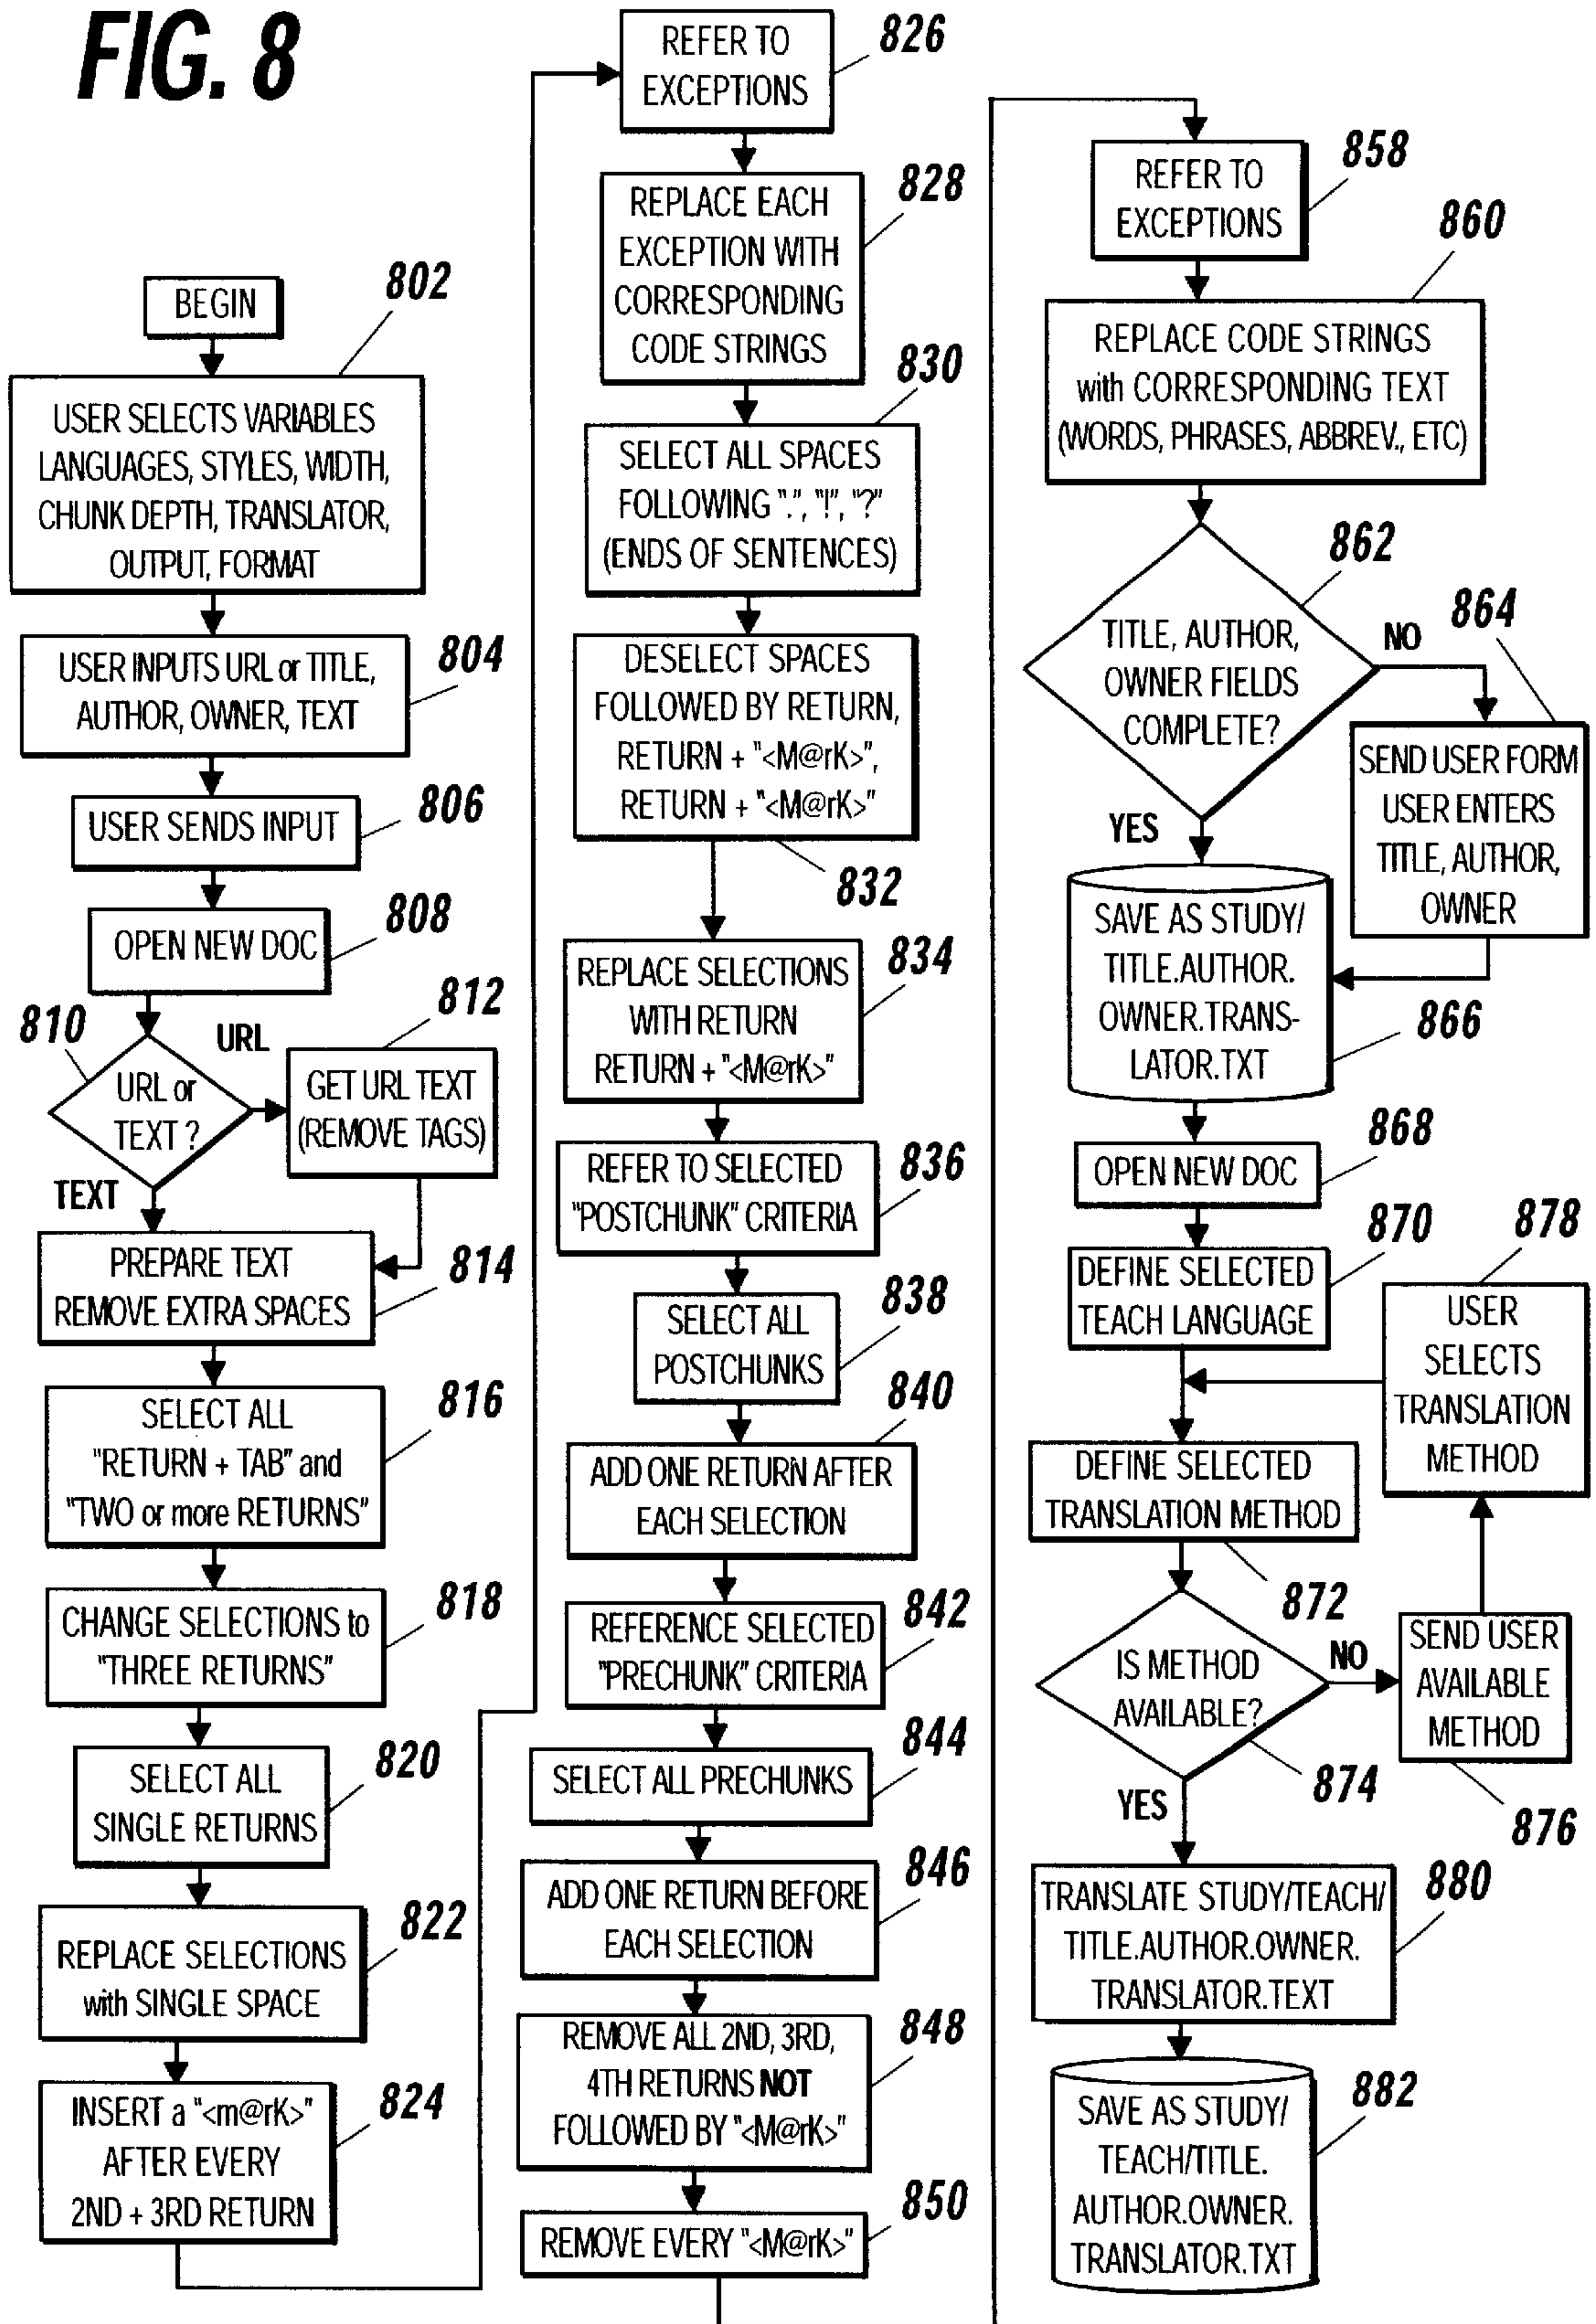 FIG. 8
BEGIN
802
USER SELECTS VARIABLES
LANGUAGES, STYLES, WIDTH,
CHUNK DEPTH, TRANSLATOR,
OUTPUT, FORMAT
USER INPUTS URL or TITLE,
AUTHOR, OWNER, TEXT
804
USER SENDS INPUT
806
OPEN NEW DOC
808
810
URL or
TEXT ?
URL
TEXT
812
GET URL TEXT
(REMOVE TAGS)
PREPARE TEXT
REMOVE EXTRA SPACES
814
SELECT ALL
"RETURN + TAB" and
"TWO or more RETURNS"
816
CHANGE SELECTIONS to
"THREE RETURNS"
818
SELECT ALL
SINGLE RETURNS
820
REPLACE SELECTIONS
with SINGLE SPACE
822
INSERT a "<m@rK>"
AFTER EVERY
2ND + 3RD RETURN
824
REFER TO
EXCEPTIONS
826
REPLACE EACH
EXCEPTION WITH
CORRESPONDING
CODE STRINGS
828
SELECT ALL SPACES
FOLLOWING ".", "!", "?"
(ENDS OF SENTENCES)
830
DESELECT SPACES
FOLLOWED BY RETURN,
RETURN + "<M@rK>",
RETURN + "<M@rK>"
832
REPLACE SELECTIONS
WITH RETURN
RETURN + "<M@rK>"
834
REFER TO SELECTED
"POSTCHUNK" CRITERIA
836
SELECT ALL
POSTCHUNKS
838
ADD ONE RETURN AFTER
EACH SELECTION
840
REFERENCE SELECTED
"PRECHUNK" CRITERIA
842
SELECT ALL PRECHUNKS
844
ADD ONE RETURN BEFORE
EACH SELECTION
846
REMOVE ALL 2ND, 3RD,
4TH RETURNS NOT
FOLLOWED BY "<M@rK>"
848
REMOVE EVERY "<M@rK>"
850
REFER TO
EXCEPTIONS
858
REPLACE CODE STRINGS
with CORRESPONDING TEXT
(WORDS, PHRASES, ABBREV., ETC)
860
TITLE, AUTHOR,
OWNER FIELDS
COMPLETE?
862
NO
YES
864
SEND USER FORM
USER ENTERS
TITLE, AUTHOR,
OWNER
SAVE AS STUDY/
TITLE.AUTHOR.
OWNER.TRANS-
LATOR.TXT
866
OPEN NEW DOC
868
DEFINE SELECTED
TEACH LANGUAGE
870
878
USER
SELECTS
TRANSLATION
METHOD
DEFINE SELECTED
TRANSLATION METHOD
872
IS METHOD
AVAILABLE?
874
NO
YES
SEND USER
AVAILABLE
METHOD
876
TRANSLATE STUDY/TEACH/
TITLE.AUTHOR.OWNER.
TRANSLATOR.TEXT
880
SAVE AS STUDY/
TEACH/TITLE.
AUTHOR.OWNER.
TRANSLATOR.TXT
882